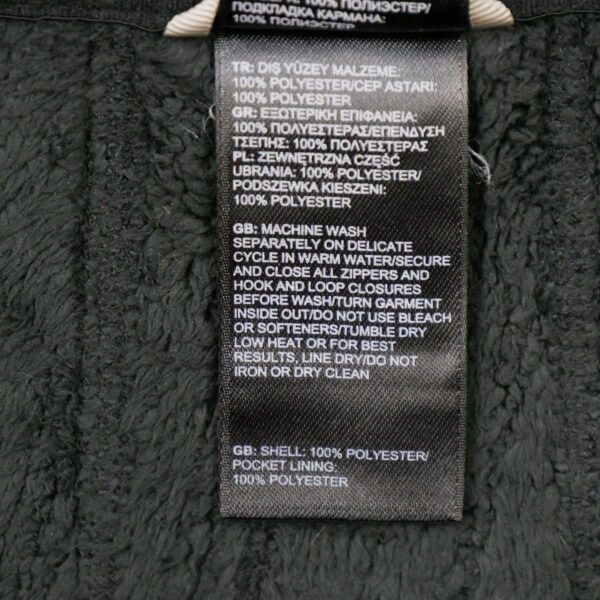 100% ПОЛИЭСТЕР/
ПОДКЛАДКА КАРМАНА:
100% ПОЛИЭСТЕР
TR: DIŞ YÜZEY MALZEME:
100% POLYESTER/CEP ASTARI:
100% POLYESTER
GR: ΕΞΩΤΕΡΙΚΗ ΕΠΙΦΑΝΕΙΑ:
100% ΠΟΛΥΕΣΤΕΡΑΣ/ΕΠΕΝΔΥΣΗ
ΤΣΕΠΗΣ: 100% ΠΟΛΥΕΣΤΕΡΑΣ
PL: ZEWNĘTRZNA CZĘŚĆ
UBRANIA: 100% POLYESTER/
PODSZEWKA KIESZENI:
100% POLYESTER
GB: MACHINE WASH
SEPARATELY ON DELICATE
CYCLE IN WARM WATER/SECURE
AND CLOSE ALL ZIPPERS AND
HOOK AND LOOP CLOSURES
BEFORE WASH/TURN GARMENT
INSIDE OUT/DO NOT USE BLEACH
OR SOFTENERS/TUMBLE DRY
LOW HEAT OR FOR BEST
RESULTS, LINE DRY/DO NOT
IRON OR DRY CLEAN
GB: SHELL: 100% POLYESTER/
POCKET LINING:
100% POLYESTER